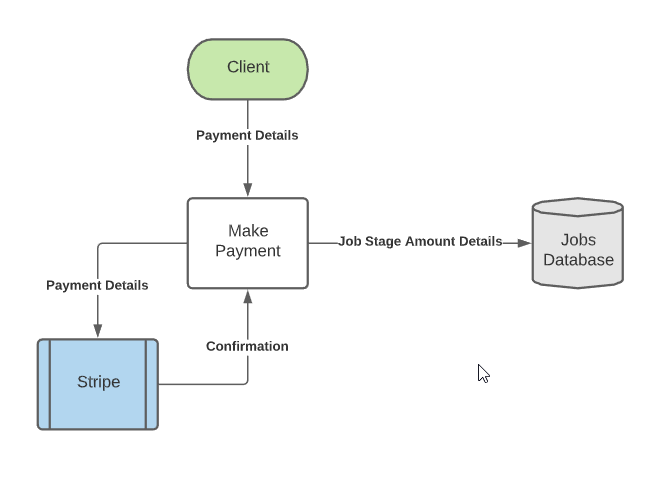 Client
Payment Details
Make
Payment
Job Stage Amount Details
Jobs
Database
Payment Details
Confirmation
Stripe